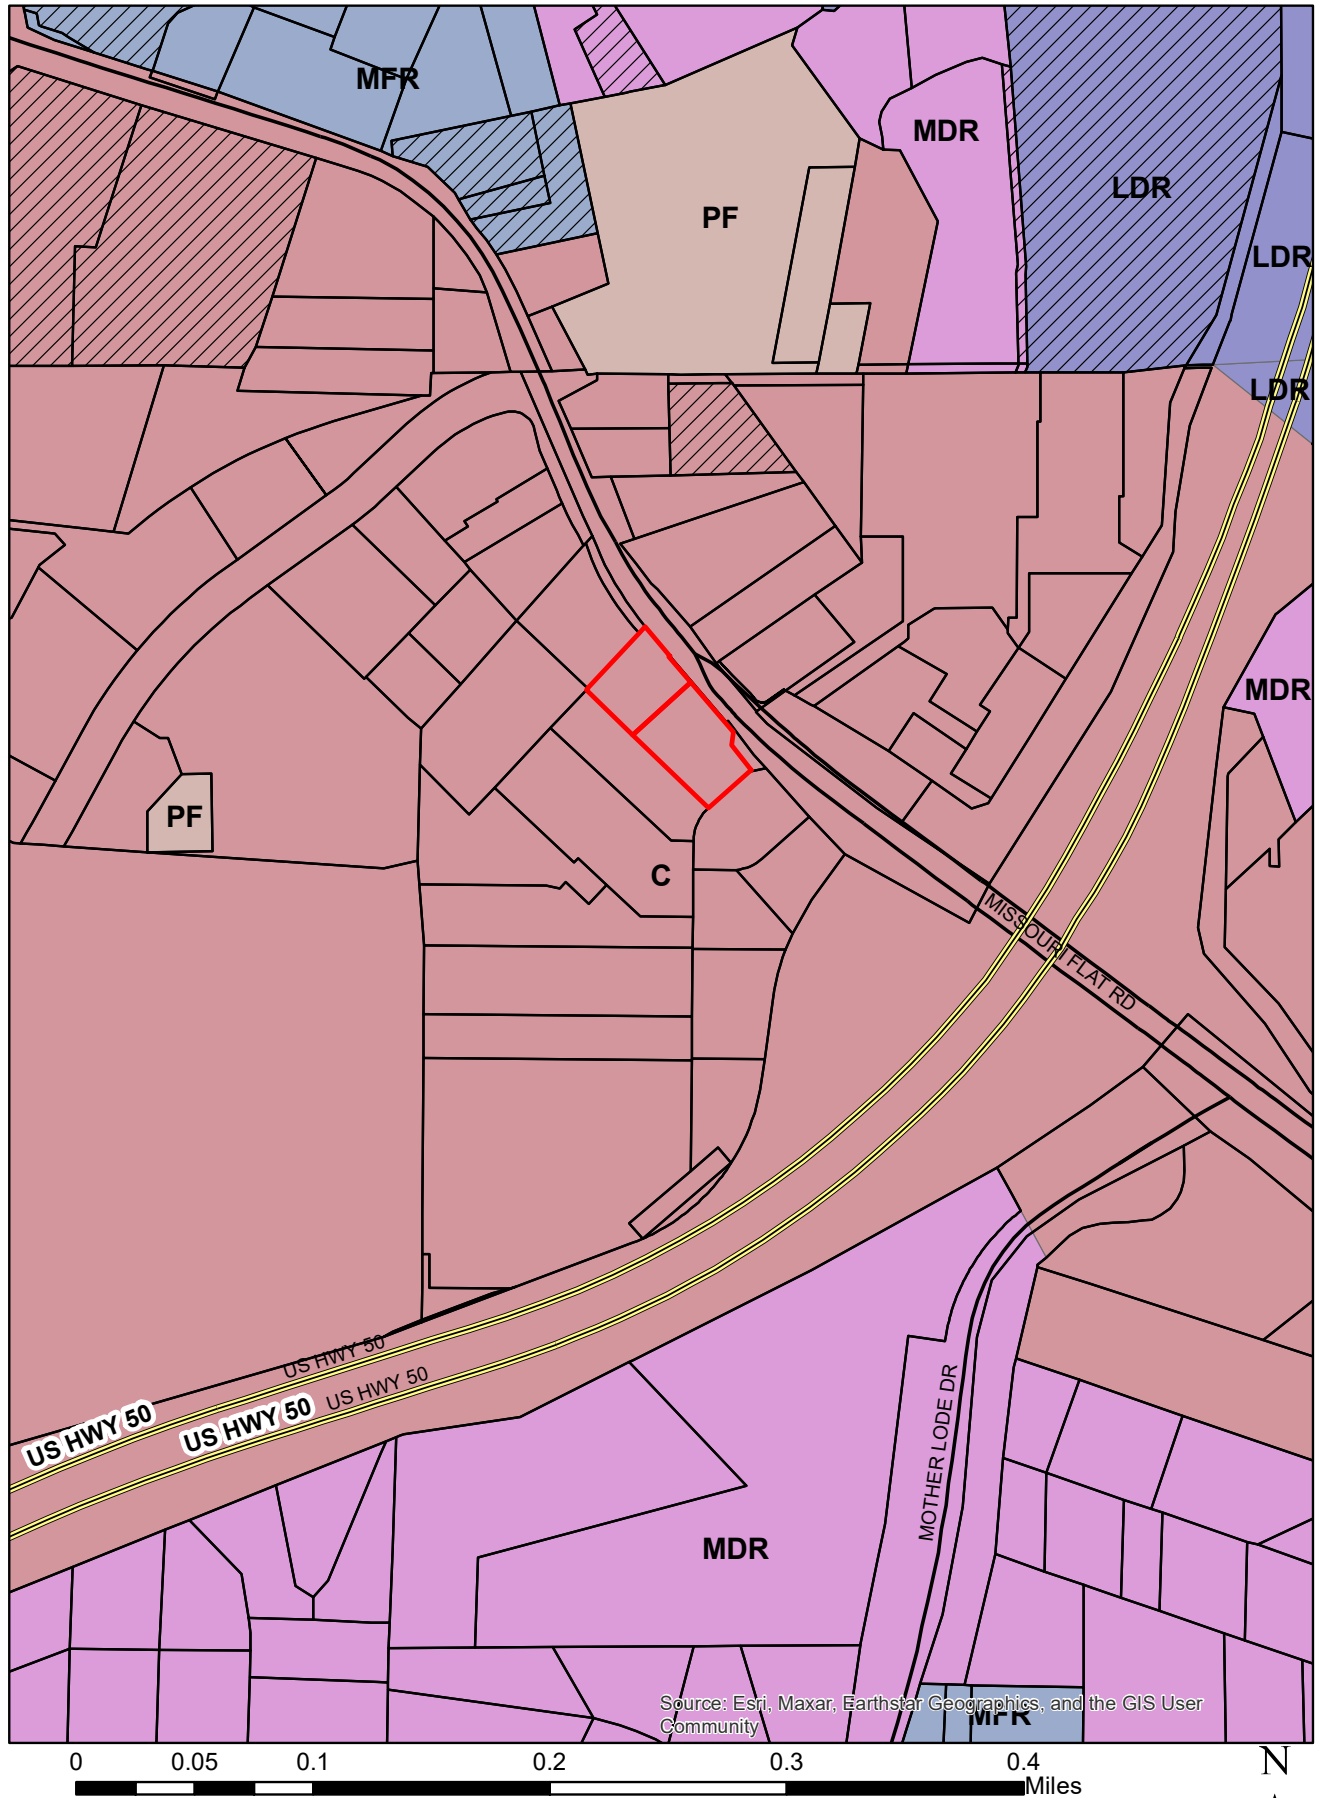 MFR
MDR
LDR
PF
LDR
LDR
MDR
PF
C
MISSOURI FLAT RD
US HWY 50
US HWY 50
US HWY 50
US HWY 50
MOTHER LODE DR
MDR
Source: Esri, Maxar, Earthstar Geographics, and the GIS User
Community
MFR
0 0.05 0.1 0.2 0.3 0.4
Miles
N